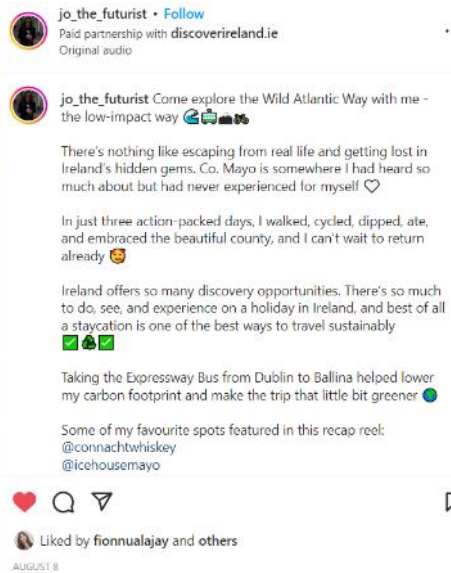 jo_the_futurist • Follow
Paid partnership with discoverireland.ie
Original audio
jo_the_futurist Come explore the Wild Atlantic Way with me -
the low-impact way 🌊🚍🏔🚲
There's nothing like escaping from real life and getting lost in
Ireland's hidden gems. Co. Mayo is somewhere I had heard so
much about but had never experienced for myself ♡
In just three action-packed days, I walked, cycled, dipped, ate,
and embraced the beautiful county, and I can't wait to return
already 🥰
Ireland offers so many discovery opportunities. There's so much
to do, see, and experience on a holiday in Ireland, and best of all
a staycation is one of the best ways to travel sustainably
✅♻✅
Taking the Expressway Bus from Dublin to Ballina helped lower
my carbon footprint and make the trip that little bit greener 🌍
Some of my favourite spots featured in this recap reel:
@connachtwhiskey
@icehousemayo
Liked by fionnualajay and others
AUGUST 8